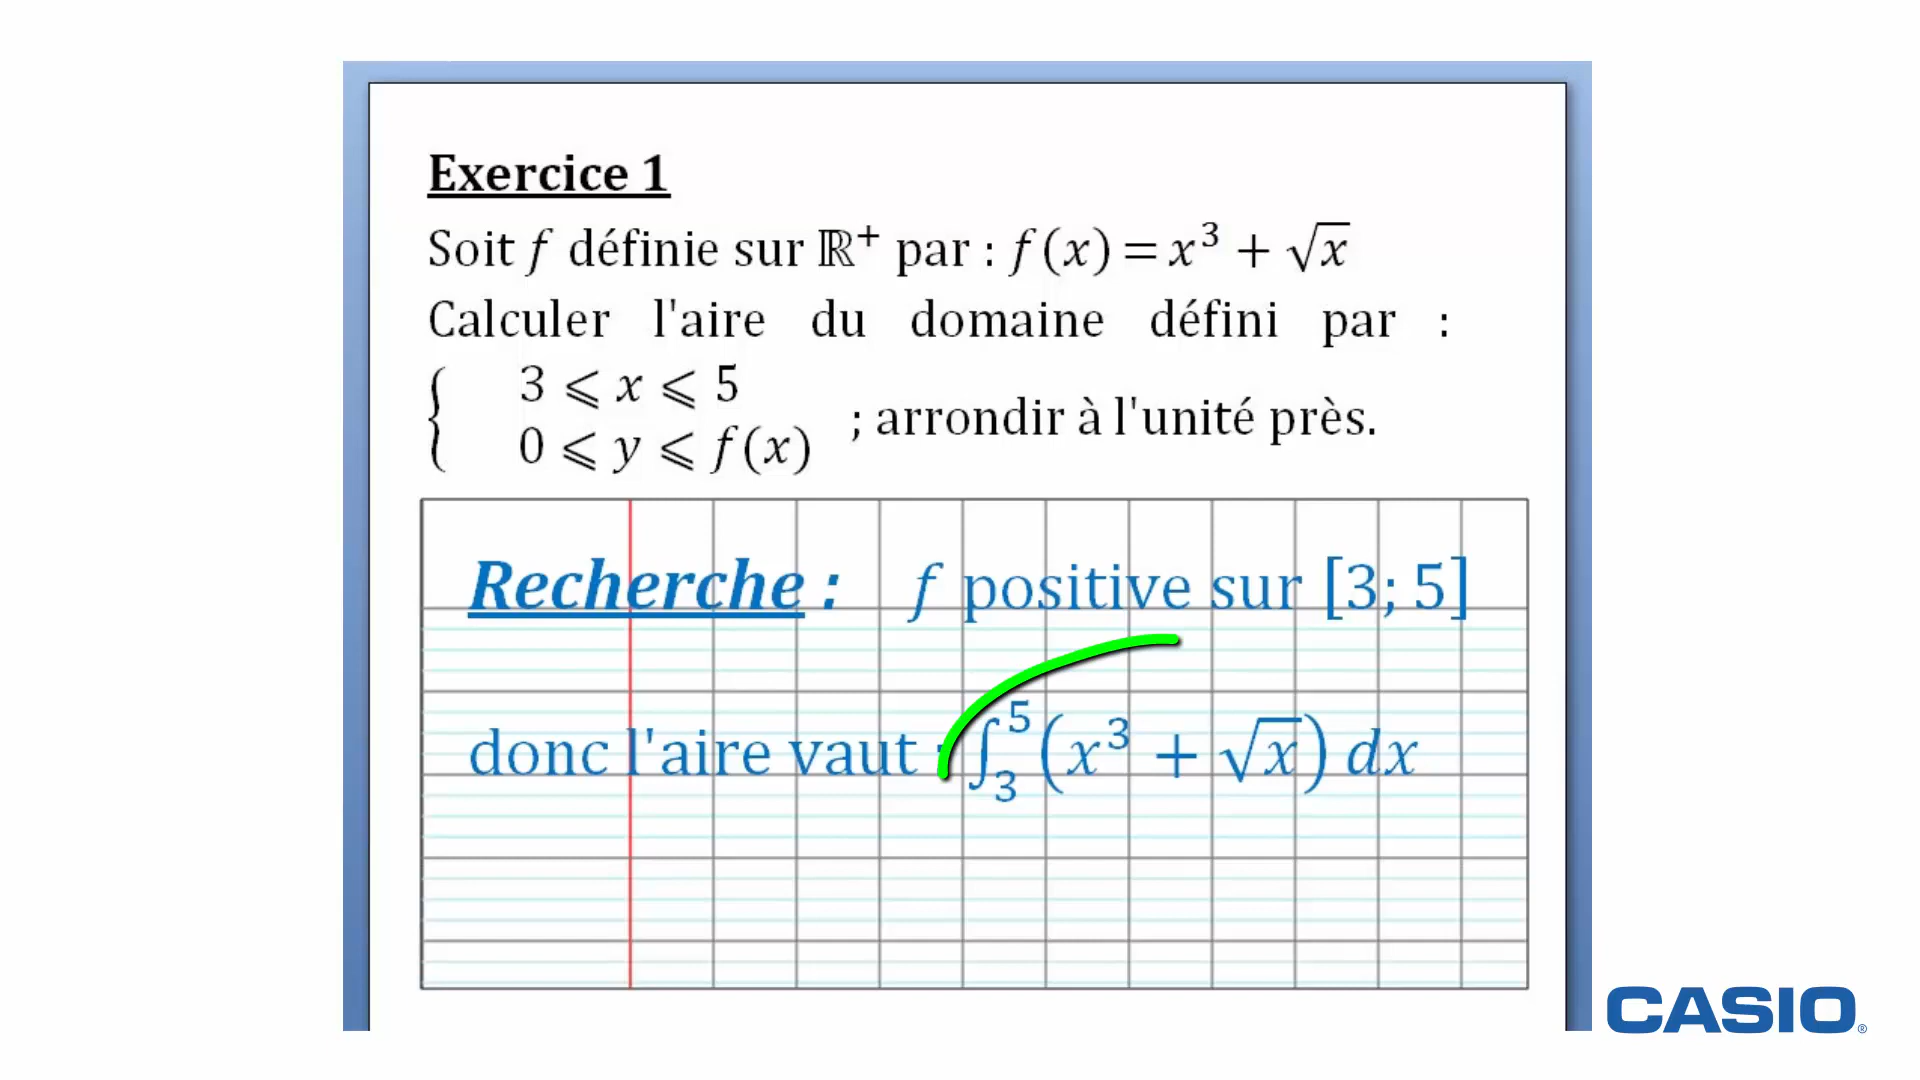 Exercice 1
Soit f définie sur ℝ⁺ par : f(x) = x³ + √x
Calculer l'aire du domaine défini par :
{ 3 ⩽ x ⩽ 5
0 ⩽ y ⩽ f(x) ; arrondir à l'unité près.
Recherche : f positive sur [3; 5]
donc l'aire vaut : ∫₃⁵(x³ + √x) dx
CASIO®